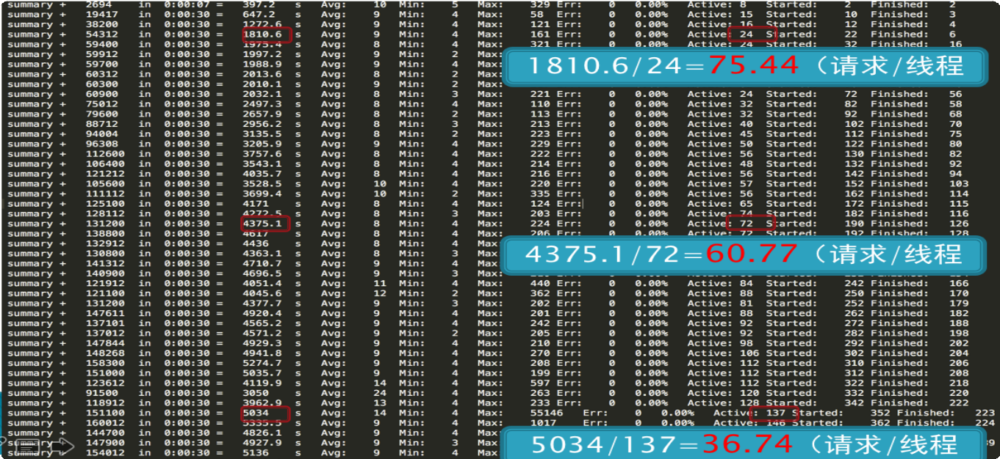 summary + 2694 in 0:00:07 = 397.2 s Avg: 10 Min: 5 Max: 329 Err: 0 0.00% Active: 8 Started: 2 Finished: 2
summary + 19417 in 0:00:30 = 647.2 s Avg: 9 Min: 4 Max: 58 Err: 0 0.00% Active: 15 Started: 10 Finished: 3
summary + 38200 in 0:00:30 = 1272.6 s Avg: 9 Min: 4 Max: 121 Err: 0 0.00% Active: 16 Started: 12 Finished: 4
summary + 54312 in 0:00:30 = 1810.6 s Avg: 9 Min: 4 Max: 161 Err: 0 0.00% Active: 24 Started: 22 Finished: 6
summary + 59400 in 0:00:30 = s Avg: 8 Min: 4 Max: 321 Err: 0 0.00% Active: 24 Started: 32 Finished: 16
summary + 59912 in 0:00:30 = 1997.2 s Avg: 9 Min: 2 Max:
summary + 59700 in 0:00:30 = 1988.9 s Avg: 9 Min: 4 Max:
1810.6/24=75.44（请求/线程
summary + 60312 in 0:00:30 = 2013.6 s Avg: 8 Min: 2 Max:
summary + 60300 in 0:00:30 = 2010.1 s Avg: 9 Min: 2 Max:
summary + 60900 in 0:00:30 = 2032.1 s Avg: 8 Min: 3 Max: 221 Err: 0 0.00% Active: 24 Started: 72 Finished: 56
summary + 75012 in 0:00:30 = 2497.3 s Avg: 8 Min: 4 Max: 110 Err: 0 0.00% Active: 32 Started: 82 Finished: 58
summary + 79600 in 0:00:30 = 2657.9 s Avg: 8 Min: 2 Max: 113 Err: 0 0.00% Active: 32 Started: 92 Finished: 68
summary + 88712 in 0:00:30 = 2956.2 s Avg: 8 Min: 3 Max: 213 Err: 0 0.00% Active: 40 Started: 102 Finished: 70
summary + 94004 in 0:00:30 = 3135.5 s Avg: 8 Min: 2 Max: 223 Err: 0 0.00% Active: 45 Started: 112 Finished: 75
summary + 96308 in 0:00:30 = 3205.9 s Avg: 9 Min: 4 Max: 229 Err: 0 0.00% Active: 50 Started: 122 Finished: 80
summary + 112600 in 0:00:30 = 3757.6 s Avg: 8 Min: 4 Max: 222 Err: 0 0.00% Active: 56 Started: 130 Finished: 82
summary + 106400 in 0:00:30 = 3543.1 s Avg: 8 Min: 4 Max: 214 Err: 0 0.00% Active: 48 Started: 132 Finished: 92
summary + 121212 in 0:00:30 = 4035.7 s Avg: 8 Min: 4 Max: 216 Err: 0 0.00% Active: 56 Started: 142 Finished: 94
summary + 105600 in 0:00:30 = 3528.5 s Avg: 10 Min: 4 Max: 220 Err: 0 0.00% Active: 57 Started: 152 Finished: 103
summary + 111112 in 0:00:30 = 3699.4 s Avg: 10 Min: 2 Max: 335 Err: 0 0.00% Active: 56 Started: 162 Finished: 114
summary + 125100 in 0:00:30 = 4171 s Avg: 8 Min: 4 Max: 124 Err: 0 0.00% Active: 65 Started: 172 Finished: 115
summary + 128112 in 0:00:30 = 4272.5 s Avg: 8 Min: 3 Max: 203 Err: 0 0.00% Active: 74 Started: 182 Finished: 116
summary + 131200 in 0:00:30 = 4375.1 s Avg: 8 Min: 4 Max: 224 Err: 0 0.00% Active: 72 Started: 190 Finished: 126
summary + 138800 in 0:00:30 = 4617 s Avg: 8 Min: 4 Max: 206 Err: 0 0.00% Active: 72 Started: 192 Finished: 128
summary + 132912 in 0:00:30 = 4436 s Avg: 8 Min: 4 Max:
summary + 130800 in 0:00:30 = 4363.1 s Avg: 8 Min: 3 Max:
4375.1/72=60.77（请求/线程
summary + 141312 in 0:00:30 = 4710.7 s Avg: 9 Min: 4 Max:
summary + 140900 in 0:00:30 = 4696.5 s Avg: 9 Min: 3 Max:
summary + 121912 in 0:00:30 = 4051.4 s Avg: 11 Min: 4 Max: 440 Err: 0 0.00% Active: 84 Started: 242 Finished: 166
summary + 121100 in 0:00:30 = 4045.6 s Avg: 12 Min: 2 Max: 362 Err: 0 0.00% Active: 88 Started: 250 Finished: 170
summary + 131200 in 0:00:30 = 4377.7 s Avg: 9 Min: 3 Max: 202 Err: 0 0.00% Active: 81 Started: 252 Finished: 179
summary + 147611 in 0:00:30 = 4920.4 s Avg: 9 Min: 4 Max: 201 Err: 0 0.00% Active: 88 Started: 262 Finished: 182
summary + 137101 in 0:00:30 = 4565.2 s Avg: 9 Min: 4 Max: 242 Err: 0 0.00% Active: 92 Started: 272 Finished: 188
summary + 137012 in 0:00:30 = 4571.2 s Avg: 9 Min: 2 Max: 205 Err: 0 0.00% Active: 92 Started: 282 Finished: 198
summary + 147844 in 0:00:30 = 4929.3 s Avg: 9 Min: 4 Max: 210 Err: 0 0.00% Active: 98 Started: 292 Finished: 202
summary + 148268 in 0:00:30 = 4941.8 s Avg: 9 Min: 4 Max: 270 Err: 0 0.00% Active: 106 Started: 302 Finished: 204
summary + 158300 in 0:00:30 = 5274.7 s Avg: 9 Min: 4 Max: 208 Err: 0 0.00% Active: 112 Started: 310 Finished: 206
summary + 151000 in 0:00:30 = 5035.7 s Avg: 9 Min: 4 Max: 199 Err: 0 0.00% Active: 112 Started: 312 Finished: 208
summary + 123612 in 0:00:30 = 4119.9 s Avg: 14 Min: 4 Max: 597 Err: 0 0.00% Active: 112 Started: 322 Finished: 218
summary + 91500 in 0:00:30 = 3050 s Avg: 24 Min: 4 Max: 263 Err: 0 0.00% Active: 120 Started: 332 Finished: 220
summary + 118912 in 0:00:30 = 3982.9 s Avg: 13 Min: 4 Max: 233 Err: 0 0.00% Active: 128 Started: 342 Finished: 222
summary + 151100 in 0:00:30 = 5034 s Avg: 14 Min: 4 Max: 55146 Err: 0 0.00% Active: 137 Started: 352 Finished: 223
summary + 160012 in 0:00:30 = 5335.5 s Avg: 9 Min: 4 Max: 1017 Err: 0 0.00% Active: 146 Started: 362 Finished: 224
summary + 144700 in 0:00:30 = 4826.1 s Avg: 9 Min: 4 Max:
summary + 147900 in 0:00:30 = 4927.9 s Avg: 9 Min: 3 Max:
5034/137=36.74（请求/线程
summary + 154012 in 0:00:30 = 5136 s Avg: 9 Min: 4 Max: